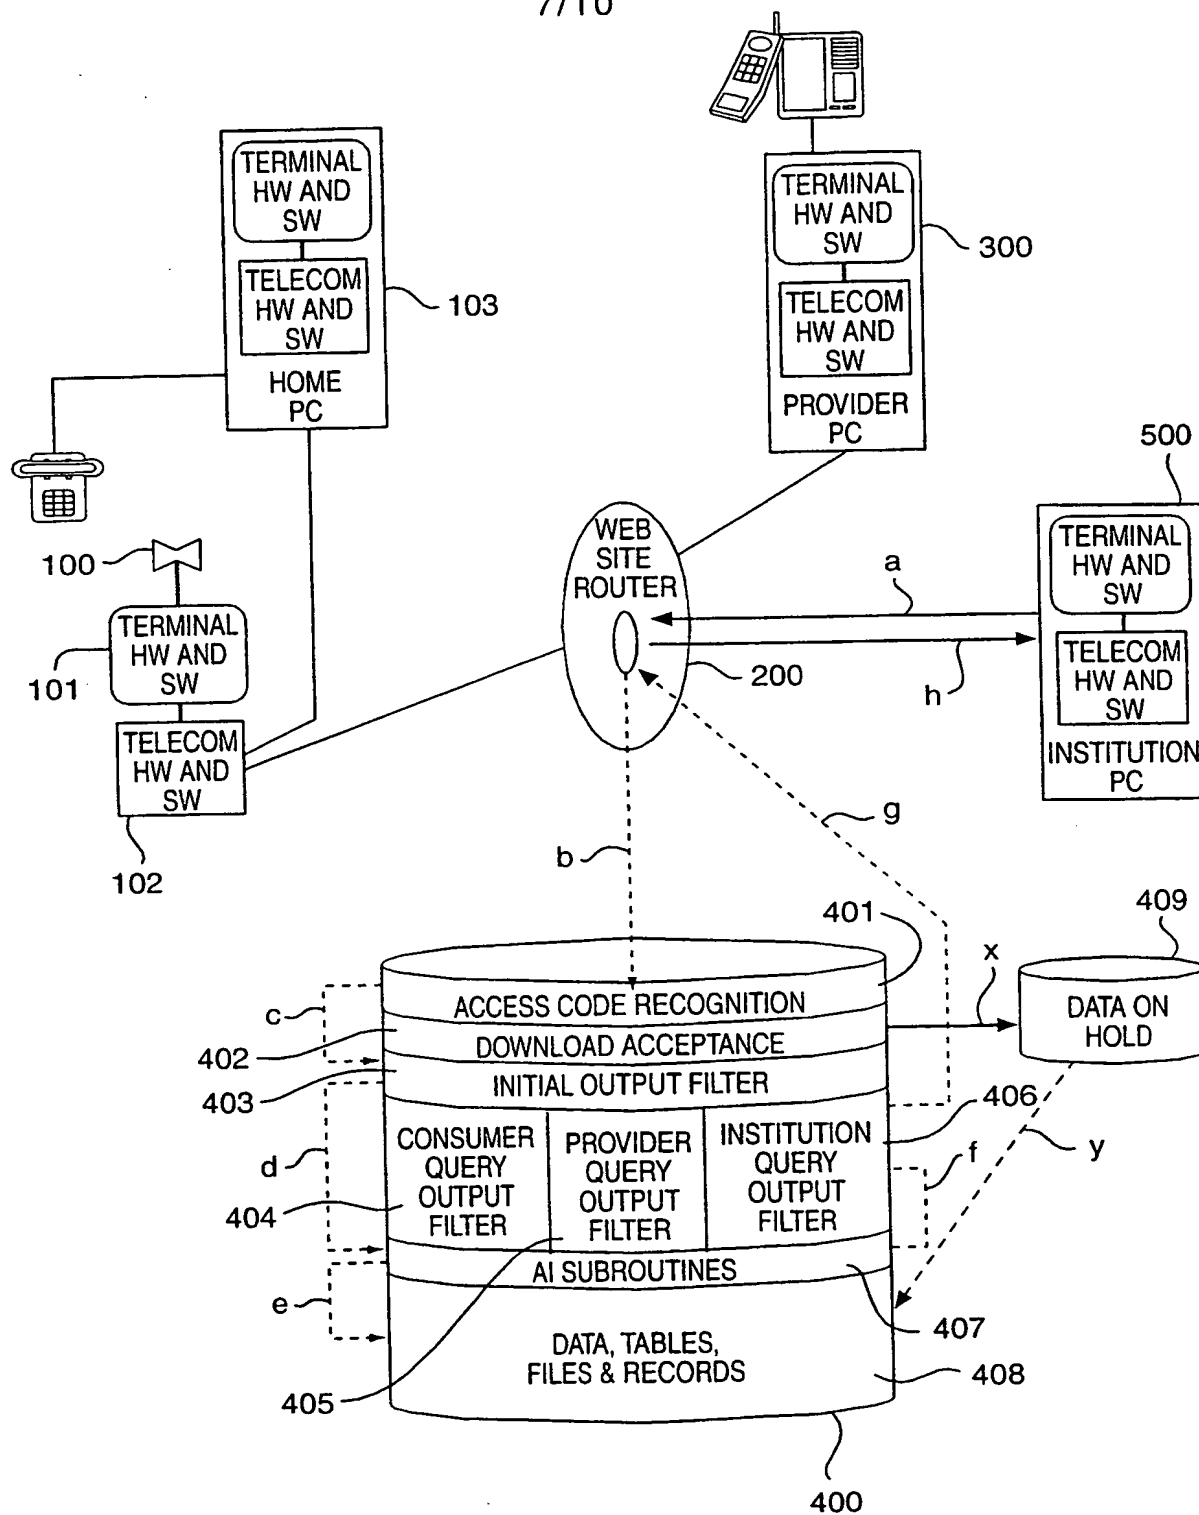 7/10
TERMINAL
HW AND
SW
TELECOM
HW AND
SW
HOME
PC
103
TERMINAL
HW AND
SW
TELECOM
HW AND
SW
PROVIDER
PC
300
500
TERMINAL
HW AND
SW
TELECOM
HW AND
SW
INSTITUTION
PC
100
TERMINAL
HW AND
SW
101
TELECOM
HW AND
SW
102
WEB
SITE
ROUTER
200
a
h
g
b
401
409
x
DATA ON
HOLD
y
c
ACCESS CODE RECOGNITION
402
DOWNLOAD ACCEPTANCE
403
INITIAL OUTPUT FILTER
406
d
CONSUMER
QUERY
OUTPUT
FILTER
404
PROVIDER
QUERY
OUTPUT
FILTER
405
INSTITUTION
QUERY
OUTPUT
FILTER
f
AI SUBROUTINES
407
e
DATA, TABLES,
FILES & RECORDS
408
400